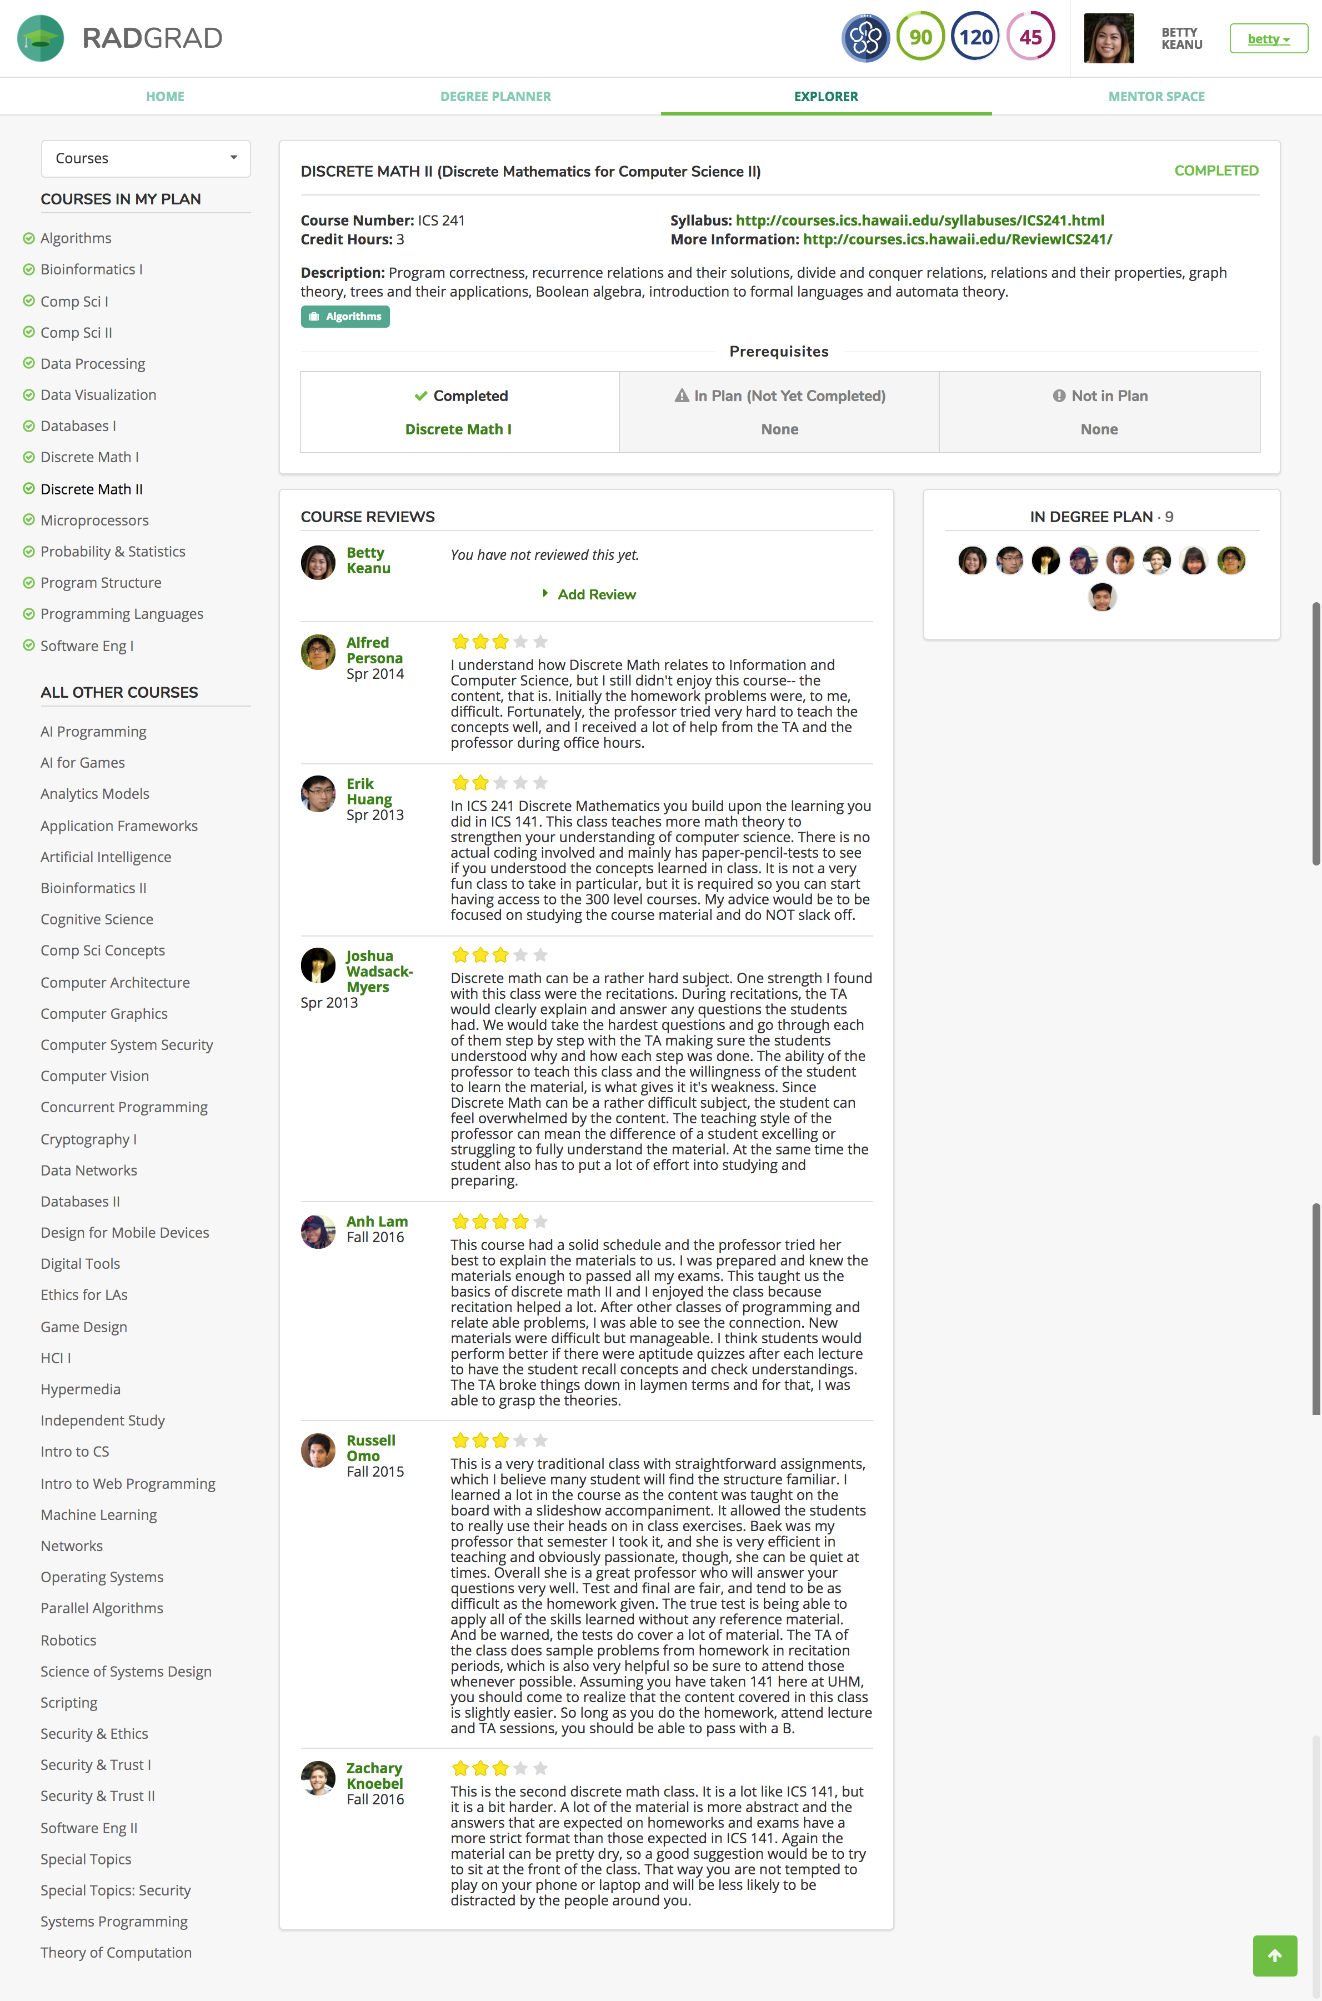 RADGRAD
90
120
45
BETTY
KEANU
betty
HOME
DEGREE PLANNER
EXPLORER
MENTOR SPACE
Courses
COURSES IN MY PLAN
Algorithms
Bioinformatics I
Comp Sci I
Comp Sci II
Data Processing
Data Visualization
Databases I
Discrete Math I
Discrete Math II
Microprocessors
Probability & Statistics
Program Structure
Programming Languages
Software Eng I
ALL OTHER COURSES
AI Programming
AI for Games
Analytics Models
Application Frameworks
Artificial Intelligence
Bioinformatics II
Cognitive Science
Comp Sci Concepts
Computer Architecture
Computer Graphics
Computer System Security
Computer Vision
Concurrent Programming
Cryptography I
Data Networks
Databases II
Design for Mobile Devices
Digital Tools
Ethics for LAs
Game Design
HCI I
Hypermedia
Independent Study
Intro to CS
Intro to Web Programming
Machine Learning
Networks
Operating Systems
Parallel Algorithms
Robotics
Science of Systems Design
Scripting
Security & Ethics
Security & Trust I
Security & Trust II
Software Eng II
Special Topics
Special Topics: Security
Systems Programming
Theory of Computation
DISCRETE MATH II (Discrete Mathematics for Computer Science II)
COMPLETED
Course Number: ICS 241
Credit Hours: 3
Syllabus: http://courses.ics.hawaii.edu/syllabuses/ICS241.html
More Information: http://courses.ics.hawaii.edu/ReviewICS241/
Description: Program correctness, recurrence relations and their solutions, divide and conquer relations, relations and their properties, graph
theory, trees and their applications, Boolean algebra, introduction to formal languages and automata theory.
Algorithms
Prerequisites
Completed
Discrete Math I
In Plan (Not Yet Completed)
None
Not in Plan
None
COURSE REVIEWS
Betty
Keanu
You have not reviewed this yet.
Add Review
Alfred
Persona
Spr 2014
I understand how Discrete Math relates to Information and
Computer Science, but I still didn't enjoy this course-- the
content, that is. Initially the homework problems were, to me,
difficult. Fortunately, the professor tried very hard to teach the
concepts well, and I received a lot of help from the TA and the
professor during office hours.
Erik
Huang
Spr 2013
In ICS 241 Discrete Mathematics you build upon the learning you
did in ICS 141. This class teaches more math theory to
strengthen your understanding of computer science. There is no
actual coding involved and mainly has paper-pencil-tests to see
if you understood the concepts learned in class. It is not a very
fun class to take in particular, but it is required so you can start
having access to the 300 level courses. My advice would be to be
focused on studying the course material and do NOT slack off.
Joshua
Wadsack-
Myers
Spr 2013
Discrete math can be a rather hard subject. One strength I found
with this class were the recitations. During recitations, the TA
would clearly explain and answer any questions the students
had. We would take the hardest questions and go through each
of them step by step with the TA making sure the students
understood why and how each step was done. The ability of the
professor to teach this class and the willingness of the student
to learn the material, is what gives it it's weakness. Since
Discrete Math can be a rather difficult subject, the student can
feel overwhelmed by the content. The teaching style of the
professor can mean the difference of a student excelling or
struggling to fully understand the material. At the same time the
student also has to put a lot of effort into studying and
preparing.
Anh Lam
Fall 2016
This course had a solid schedule and the professor tried her
best to explain the materials to us. I was prepared and knew the
materials enough to passed all my exams. This taught us the
basics of discrete math II and I enjoyed the class because
recitation helped a lot. After other classes of programming and
relate able problems, I was able to see the connection. New
materials were difficult but manageable. I think students would
perform better if there were aptitude quizzes after each lecture
to have the student recall concepts and check understandings.
The TA broke things down in laymen terms and for that, I was
able to grasp the theories.
Russell
Omo
Fall 2015
This is a very traditional class with straightforward assignments,
which I believe many student will find the structure familiar. I
learned a lot in the course as the content was taught on the
board with a slideshow accompaniment. It allowed the students
to really use their heads on in class exercises. Baek was my
professor that semester I took it, and she is very efficient in
teaching and obviously passionate, though, she can be quiet at
times. Overall she is a great professor who will answer your
questions very well. Test and final are fair, and tend to be as
difficult as the homework given. The true test is being able to
apply all of the skills learned without any reference material.
And be warned, the tests do cover a lot of material. The TA of
the class does sample problems from homework in recitation
periods, which is also very helpful so be sure to attend those
whenever possible. Assuming you have taken 141 here at UHM,
you should come to realize that the content covered in this class
is slightly easier. So long as you do the homework, attend lecture
and TA sessions, you should be able to pass with a B.
Zachary
Knoebel
Fall 2016
This is the second discrete math class. It is a lot like ICS 141, but
it is a bit harder. A lot of the material is more abstract and the
answers that are expected on homeworks and exams have a
more strict format than those expected in ICS 141. Again the
material can be pretty dry, so a good suggestion would be to try
to sit at the front of the class. That way you are not tempted to
play on your phone or laptop and will be less likely to be
distracted by the people around you.
IN DEGREE PLAN · 9